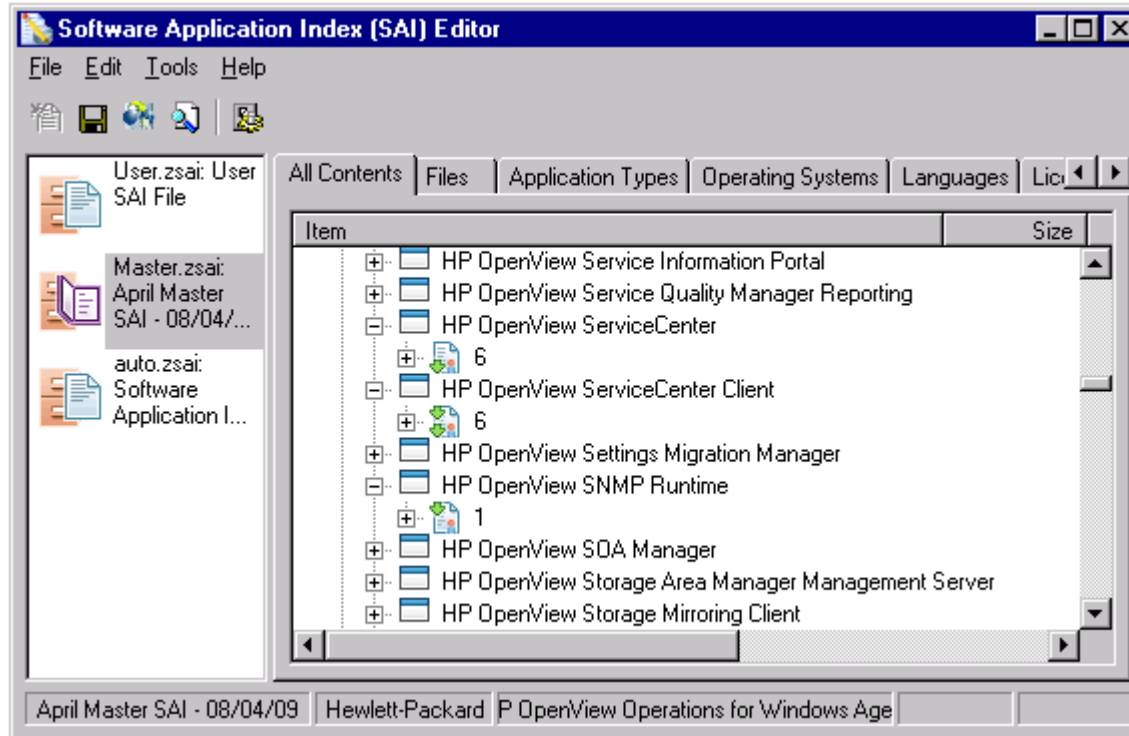 Software Application Index (SAI) Editor
File Edit Tools Help
User.zsai: User
SAI File
Master.zsai:
April Master
SAI - 08/04/...
auto.zsai:
Software
Application I...
All Contents Files Application Types Operating Systems Languages Lic
Item Size
HP OpenView Service Information Portal
HP OpenView Service Quality Manager Reporting
HP OpenView ServiceCenter
6
HP OpenView ServiceCenter Client
6
HP OpenView Settings Migration Manager
HP OpenView SNMP Runtime
1
HP OpenView SOA Manager
HP OpenView Storage Area Manager Management Server
HP OpenView Storage Mirroring Client
April Master SAI - 08/04/09 Hewlett-Packard P OpenView Operations for Windows Age